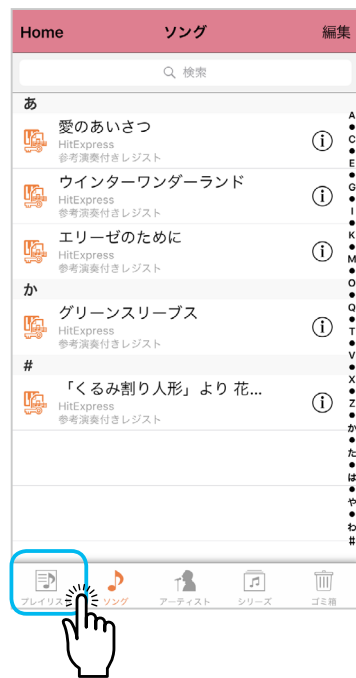 Home ソング 編集
検索
あ
愛のあいさつ
HitExpress
参考演奏付きレジスト
ウインターワンダーランド
HitExpress
参考演奏付きレジスト
エリーゼのために
HitExpress
参考演奏付きレジスト
か
グリーンスリーブス
HitExpress
参考演奏付きレジスト
#
「くるみ割り人形」より 花...
HitExpress
参考演奏付きレジスト
A
C
E
G
I
K
M
O
Q
T
V
X
Z
か
た
は
や
わ
#
プレイリス ソング アーティスト シリーズ ゴミ箱